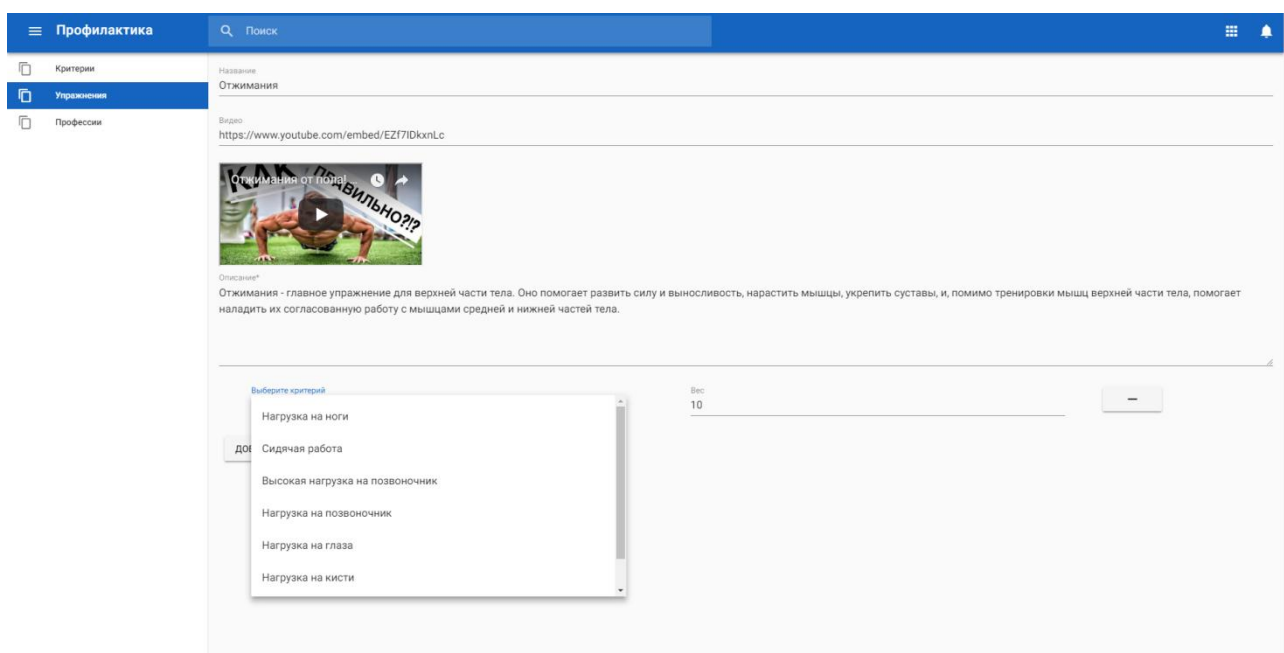 Профилактика
Поиск
Критерии
Упражнения
Профессии
Название
Отжимания
Видео
https://www.youtube.com/embed/EZf7IDkxnLc
Отжимания от пола! ...
КАК ПРАВИЛЬНО?!?
Описание*
Отжимания - главное упражнение для верхней части тела. Оно помогает развить силу и выносливость, нарастить мышцы, укрепить суставы, и, помимо тренировки мышц верхней части тела, помогает
наладить их согласованную работу с мышцами средней и нижней частей тела.
Выберите критерий
Вес
10
Нагрузка на ноги
Сидячая работа
Высокая нагрузка на позвоночник
Нагрузка на позвоночник
Нагрузка на глаза
Нагрузка на кисти